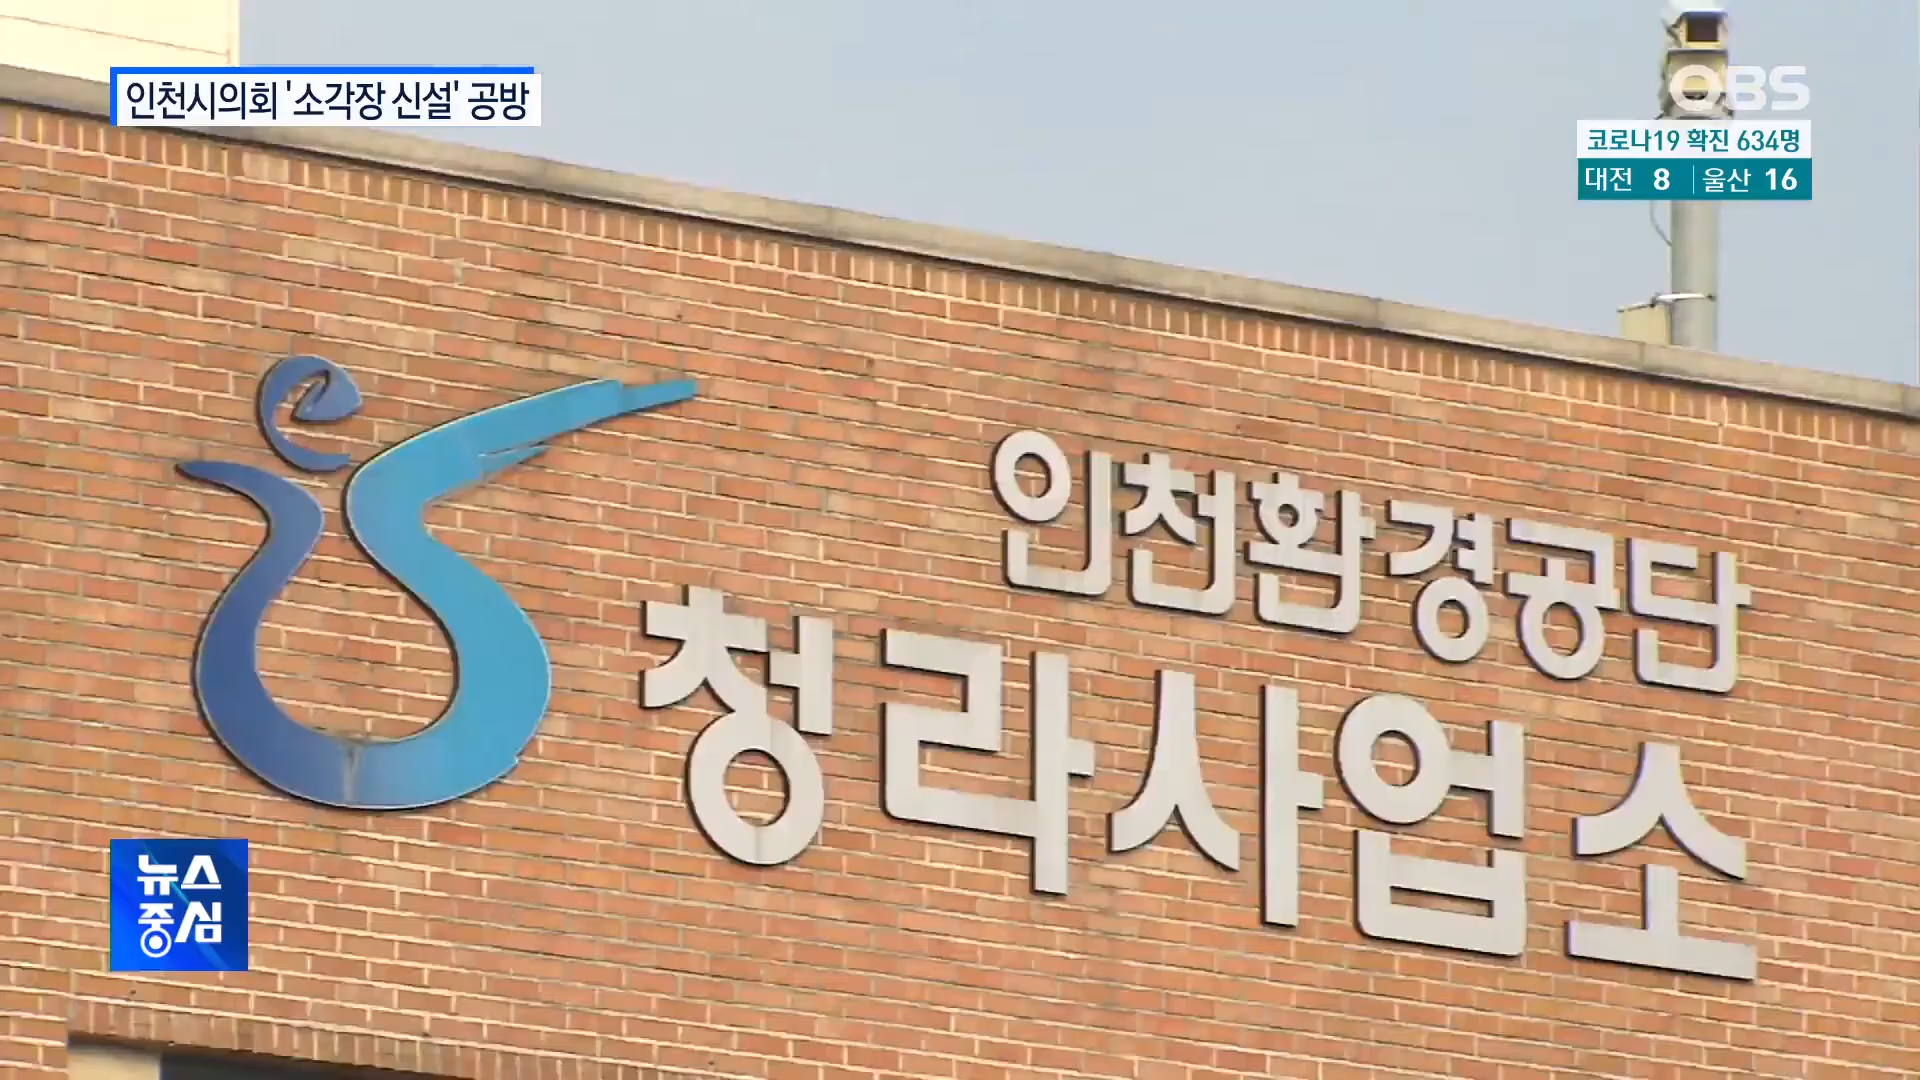 인천시의회 '소각장 신설' 공방
OBS
코로나19 확진 634명
대전 8 울산 16
인천환경공단
청라사업소
뉴스
중심